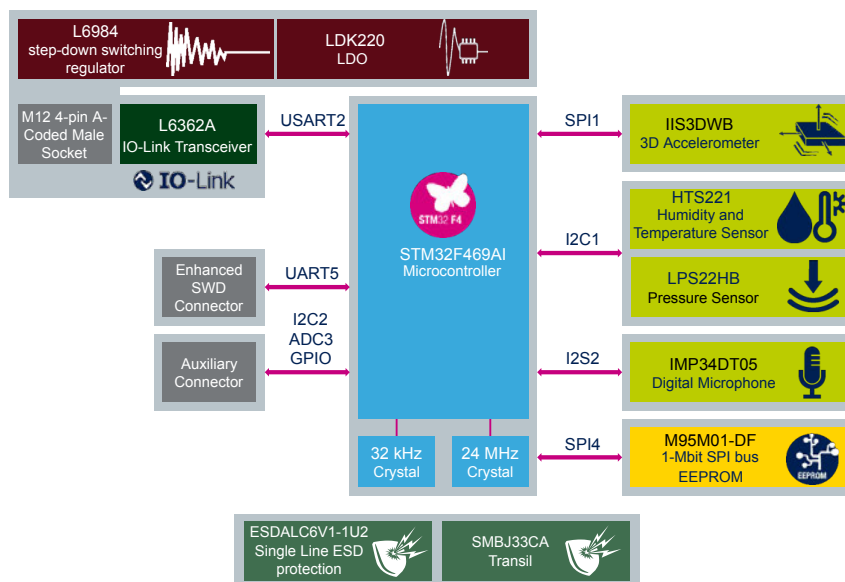 L6984
step-down switching
regulator
LDK220
LDO
M12 4-pin A-
Coded Male
Socket
L6362A
IO-Link Transceiver
IO-Link
USART2
STM32 F4
STM32F469AI
Microcontroller
SPI1
IIS3DWB
3D Accelerometer
HTS221
Humidity and
Temperature Sensor
I2C1
LPS22HB
Pressure Sensor
Enhanced
SWD
Connector
UART5
I2C2
ADC3
GPIO
Auxiliary
Connector
I2S2
IMP34DT05
Digital Microphone
32 kHz
Crystal
24 MHz
Crystal
SPI4
M95M01-DF
1-Mbit SPI bus
EEPROM
EEPROM
ESDALC6V1-1U2
Single Line ESD
protection
SMBJ33CA
Transil